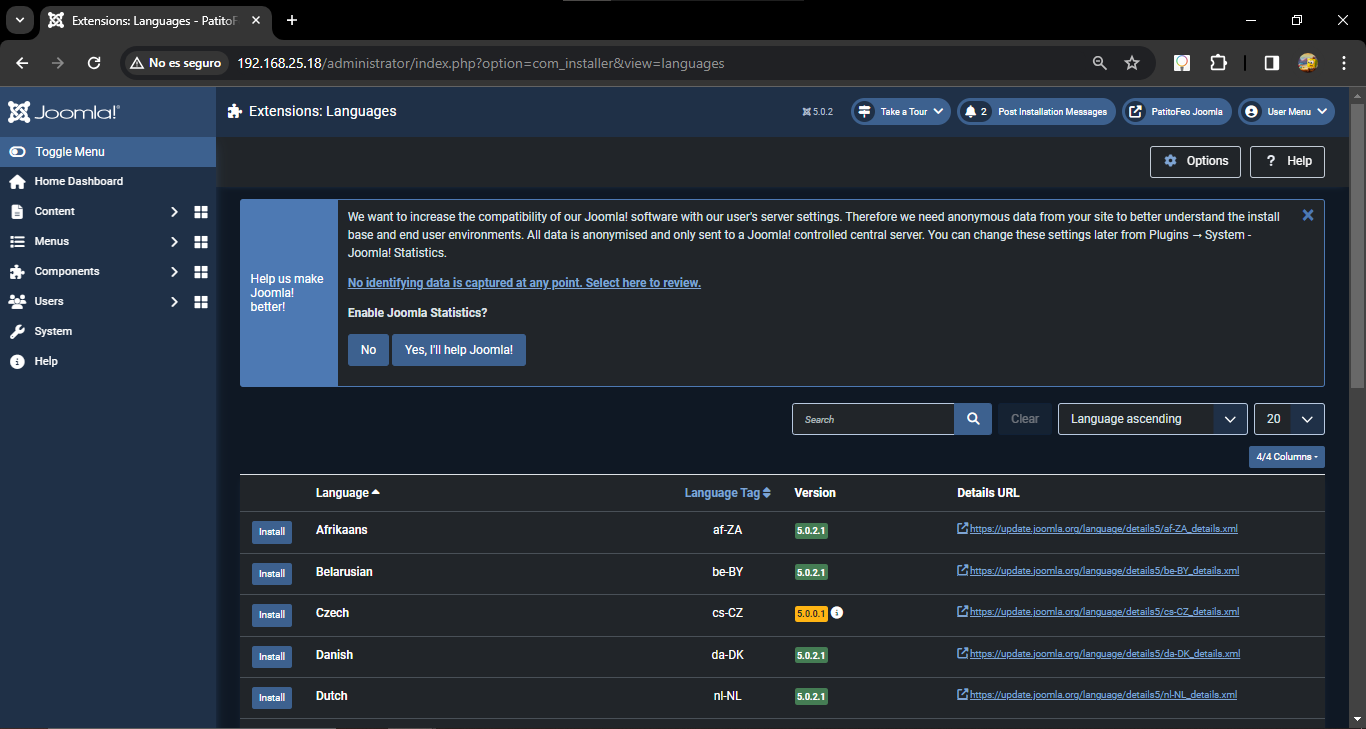 Extensions: Languages - PatitoF
No es seguro
192.168.25.18/administrator/index.php?option=com_installer&view=languages
Joomla!
Extensions: Languages
5.0.2
Take a Tour
2 Post Installation Messages
PatitoFeo Joomla
User Menu
Toggle Menu
Options
? Help
Home Dashboard
Content
Menus
Components
Users
System
Help
Help us make
Joomla!
better!
We want to increase the compatibility of our Joomla! software with our user's server settings. Therefore we need anonymous data from your site to better understand the install
base and end user environments. All data is anonymised and only sent to a Joomla! controlled central server. You can change these settings later from Plugins → System -
Joomla! Statistics.
No identifying data is captured at any point. Select here to review.
Enable Joomla Statistics?
No
Yes, I'll help Joomla!
Search
Clear
Language ascending
20
4/4 Columns
Language Language Tag Version Details URL
Install Afrikaans af-ZA 5.0.2.1 https://update.joomla.org/language/details5/af-ZA_details.xml
Install Belarusian be-BY 5.0.2.1 https://update.joomla.org/language/details5/be-BY_details.xml
Install Czech cs-CZ 5.0.0.1 https://update.joomla.org/language/details5/cs-CZ_details.xml
Install Danish da-DK 5.0.2.1 https://update.joomla.org/language/details5/da-DK_details.xml
Install Dutch nl-NL 5.0.2.1 https://update.joomla.org/language/details5/nl-NL_details.xml